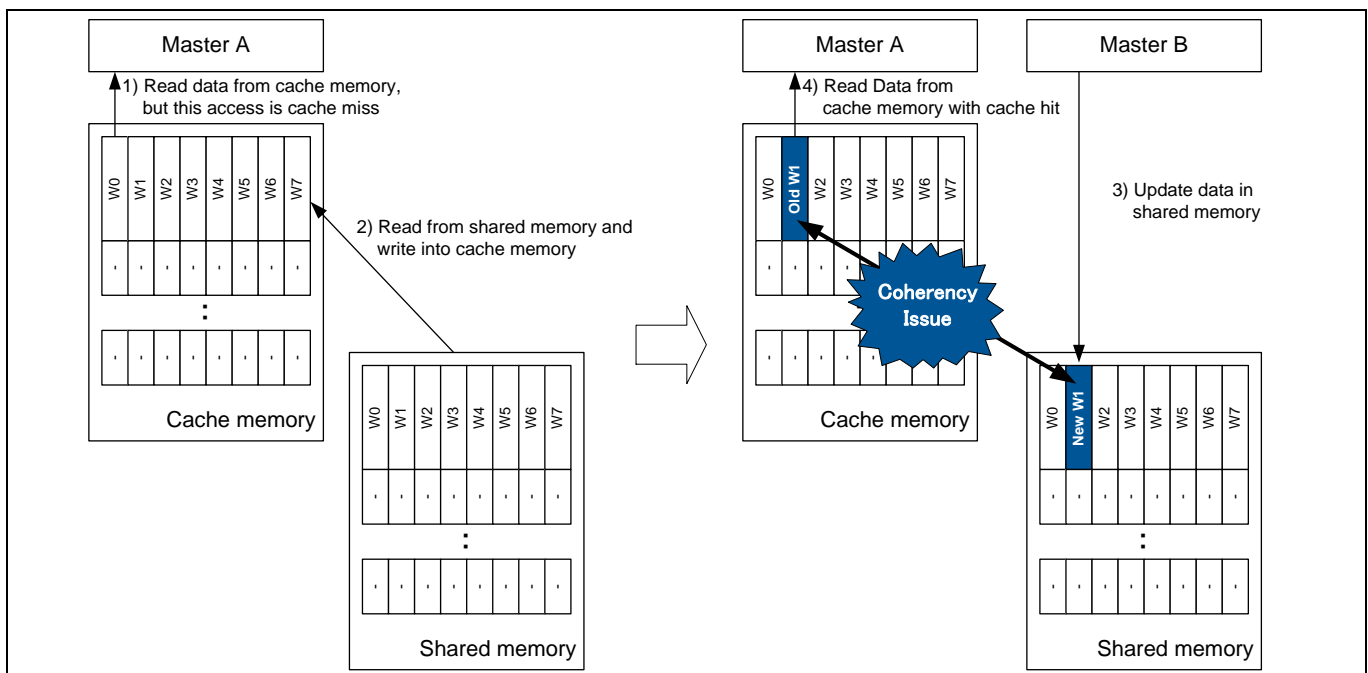 Master A
1) Read data from cache memory,
but this access is cache miss
W0 W1 W2 W3 W4 W5 W6 W7
- - - - - - - -
:
- - - - - - - -
Cache memory
2) Read from shared memory and
write into cache memory
W0 W1 W2 W3 W4 W5 W6 W7
- - - - - - - -
:
- - - - - - - -
Shared memory
Master A
4) Read Data from
cache memory with cache hit
W0 Old W1 W2 W3 W4 W5 W6 W7
- - - - - - -
- - - - - - - -
Cache memory
Coherency
Issue
Master B
3) Update data in
shared memory
W0 New W1 W2 W3 W4 W5 W6 W7
- - - - - - - -
:
- - - - - - - -
Shared memory